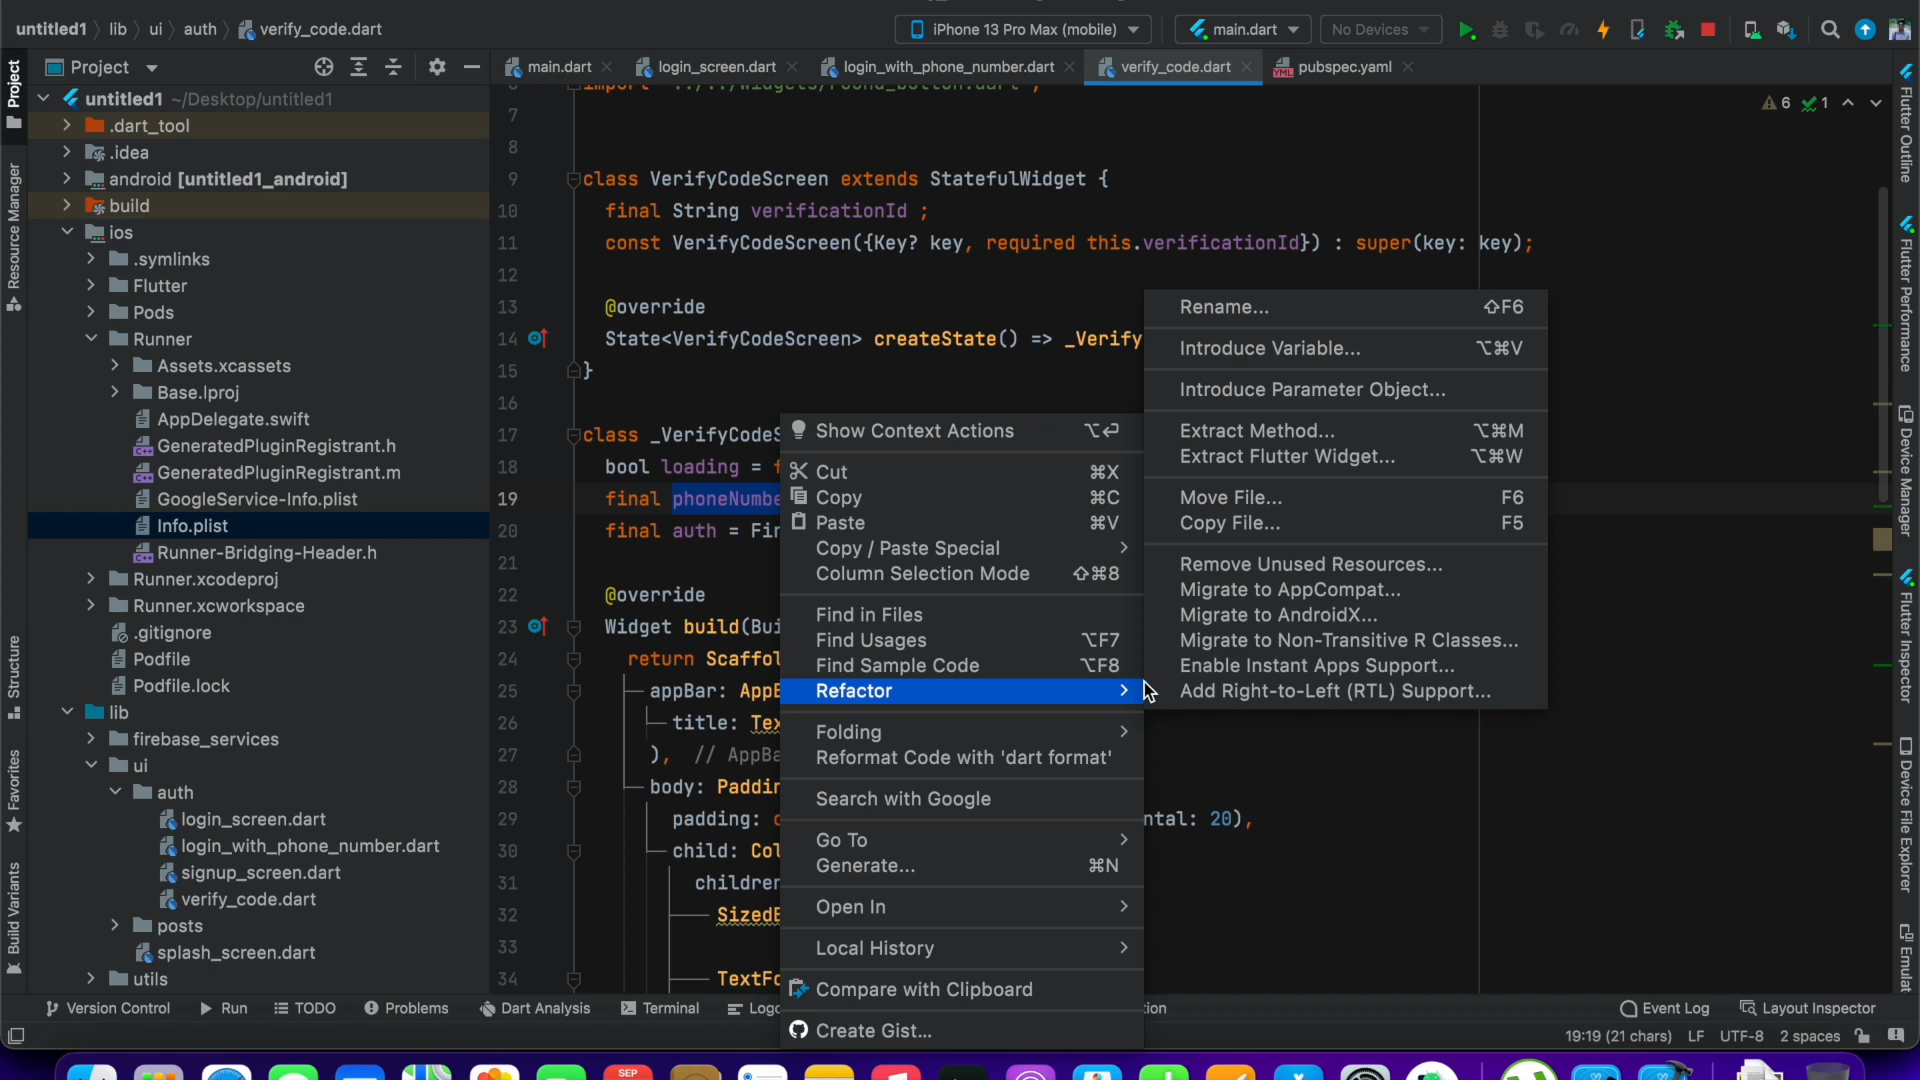 untitled1 lib ui auth verify_code.dart
iPhone 13 Pro Max (mobile) main.dart No Devices
Project
main.dart login_screen.dart login_with_phone_number.dart verify_code.dart pubspec.yaml
Project
Resource Manager
Structure
Favorites
Build Variants
untitled1 ~/Desktop/untitled1
.dart_tool
.idea
android [untitled1_android]
build
ios
.symlinks
Flutter
Pods
Runner
Assets.xcassets
Base.lproj
AppDelegate.swift
GeneratedPluginRegistrant.h
GeneratedPluginRegistrant.m
GoogleService-Info.plist
Info.plist
Runner-Bridging-Header.h
Runner.xcodeproj
Runner.xcworkspace
.gitignore
Podfile
Podfile.lock
lib
firebase_services
ui
auth
login_screen.dart
login_with_phone_number.dart
signup_screen.dart
verify_code.dart
posts
splash_screen.dart
utils
6 1
import '../../widgets/round_button.dart';
7
8
9 class VerifyCodeScreen extends StatefulWidget {
10 final String verificationId ;
11 const VerifyCodeScreen({Key? key, required this.verificationId}) : super(key: key);
12
13 @override
14 State<VerifyCodeScreen> createState() => _Verify
15 }
16
17 class _VerifyCodeS
18 bool loading = f
19 final phoneNumbe
20 final auth = Fir
21
22 @override
23 Widget build(Bui
24 return Scaffol
25 appBar: AppB
26 title: Tex
27 ), // AppBa
28 body: Paddin
29 padding: c ntal: 20),
30 child: Col
31 children
32 SizedB
33
34 TextFo
Show Context Actions ⌥⏎
Cut ⌘X
Copy ⌘C
Paste ⌘V
Copy / Paste Special
Column Selection Mode ⇧⌘8
Find in Files
Find Usages ⌥F7
Find Sample Code ⌥F8
Refactor
Folding
Reformat Code with 'dart format'
Search with Google
Go To
Generate... ⌘N
Open In
Local History
Compare with Clipboard
Create Gist...
Rename... ⇧F6
Introduce Variable... ⌥⌘V
Introduce Parameter Object...
Extract Method... ⌥⌘M
Extract Flutter Widget... ⌥⌘W
Move File... F6
Copy File... F5
Remove Unused Resources...
Migrate to AppCompat...
Migrate to AndroidX...
Migrate to Non-Transitive R Classes...
Enable Instant Apps Support...
Add Right-to-Left (RTL) Support...
Flutter Outline
Flutter Performance
Device Manager
Flutter Inspector
Device File Explorer
Emulat
Version Control Run TODO Problems Dart Analysis Terminal Logc tion Event Log Layout Inspector
19:19 (21 chars) LF UTF-8 2 spaces
SEP